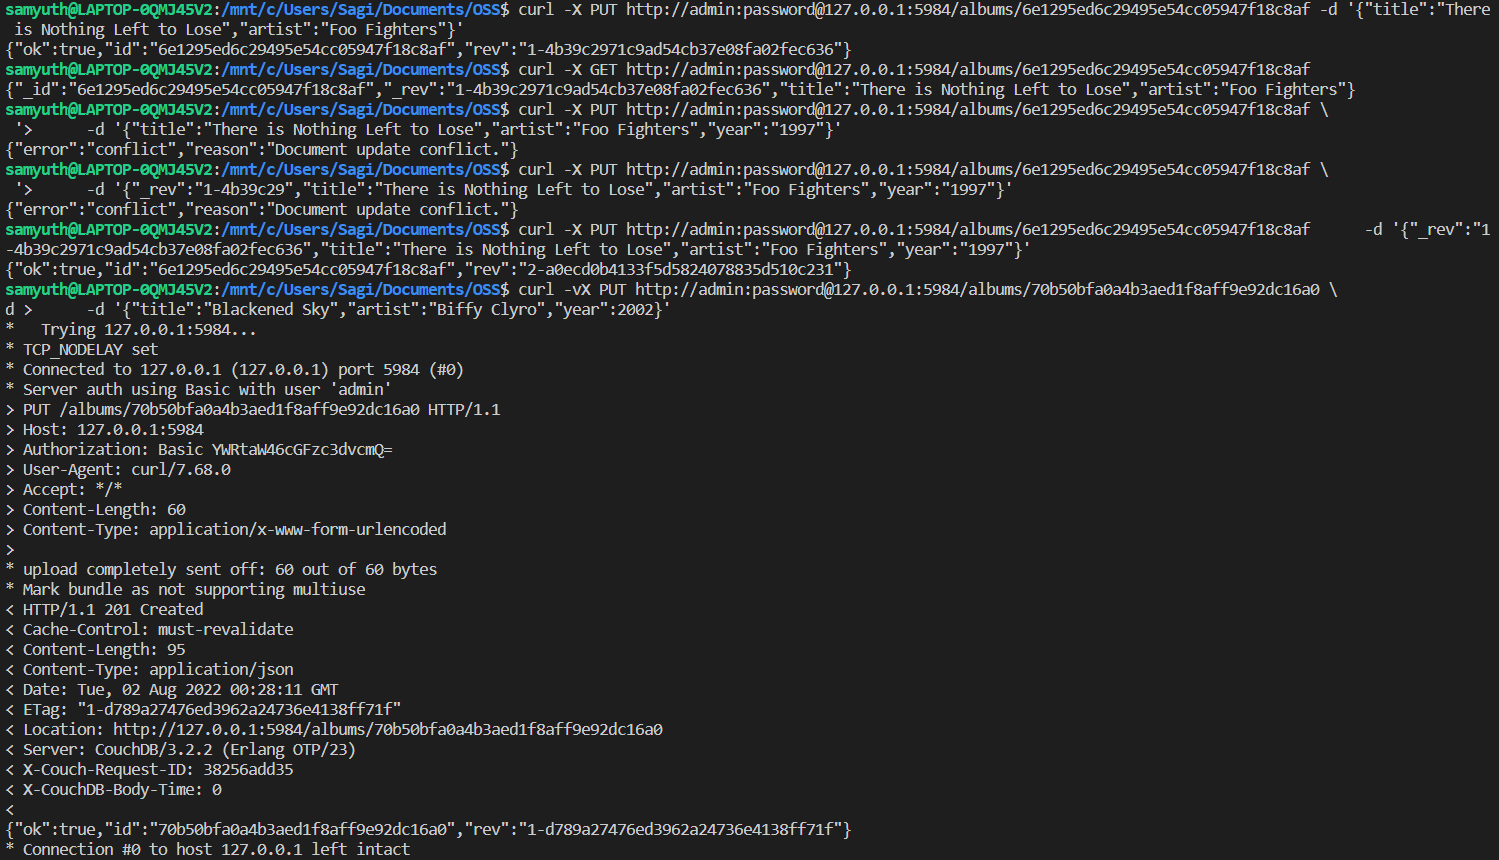 samyuth@LAPTOP-0QMJ45V2:/mnt/c/Users/Sagi/Documents/OSS$ curl -X PUT http://admin:password@127.0.0.1:5984/albums/6e1295ed6c29495e54cc05947f18c8af -d '{"title":"There
 is Nothing Left to Lose","artist":"Foo Fighters"}'
{"ok":true,"id":"6e1295ed6c29495e54cc05947f18c8af","rev":"1-4b39c2971c9ad54cb37e08fa02fec636"}
samyuth@LAPTOP-0QMJ45V2:/mnt/c/Users/Sagi/Documents/OSS$ curl -X GET http://admin:password@127.0.0.1:5984/albums/6e1295ed6c29495e54cc05947f18c8af
{"_id":"6e1295ed6c29495e54cc05947f18c8af","_rev":"1-4b39c2971c9ad54cb37e08fa02fec636","title":"There is Nothing Left to Lose","artist":"Foo Fighters"}
samyuth@LAPTOP-0QMJ45V2:/mnt/c/Users/Sagi/Documents/OSS$ curl -X PUT http://admin:password@127.0.0.1:5984/albums/6e1295ed6c29495e54cc05947f18c8af \
 '>      -d '{"title":"There is Nothing Left to Lose","artist":"Foo Fighters","year":"1997"}'
{"error":"conflict","reason":"Document update conflict."}
samyuth@LAPTOP-0QMJ45V2:/mnt/c/Users/Sagi/Documents/OSS$ curl -X PUT http://admin:password@127.0.0.1:5984/albums/6e1295ed6c29495e54cc05947f18c8af \
 '>      -d '{"_rev":"1-4b39c29","title":"There is Nothing Left to Lose","artist":"Foo Fighters","year":"1997"}'
{"error":"conflict","reason":"Document update conflict."}
samyuth@LAPTOP-0QMJ45V2:/mnt/c/Users/Sagi/Documents/OSS$ curl -X PUT http://admin:password@127.0.0.1:5984/albums/6e1295ed6c29495e54cc05947f18c8af      -d '{"_rev":"1
-4b39c2971c9ad54cb37e08fa02fec636","title":"There is Nothing Left to Lose","artist":"Foo Fighters","year":"1997"}'
{"ok":true,"id":"6e1295ed6c29495e54cc05947f18c8af","rev":"2-a0ecd0b4133f5d5824078835d510c231"}
samyuth@LAPTOP-0QMJ45V2:/mnt/c/Users/Sagi/Documents/OSS$ curl -vX PUT http://admin:password@127.0.0.1:5984/albums/70b50bfa0a4b3aed1f8aff9e92dc16a0 \
d >      -d '{"title":"Blackened Sky","artist":"Biffy Clyro","year":2002}'
*   Trying 127.0.0.1:5984...
* TCP_NODELAY set
* Connected to 127.0.0.1 (127.0.0.1) port 5984 (#0)
* Server auth using Basic with user 'admin'
> PUT /albums/70b50bfa0a4b3aed1f8aff9e92dc16a0 HTTP/1.1
> Host: 127.0.0.1:5984
> Authorization: Basic YWRtaW46cGFzc3dvcmQ=
> User-Agent: curl/7.68.0
> Accept: */*
> Content-Length: 60
> Content-Type: application/x-www-form-urlencoded
>
* upload completely sent off: 60 out of 60 bytes
* Mark bundle as not supporting multiuse
< HTTP/1.1 201 Created
< Cache-Control: must-revalidate
< Content-Length: 95
< Content-Type: application/json
< Date: Tue, 02 Aug 2022 00:28:11 GMT
< ETag: "1-d789a27476ed3962a24736e4138ff71f"
< Location: http://127.0.0.1:5984/albums/70b50bfa0a4b3aed1f8aff9e92dc16a0
< Server: CouchDB/3.2.2 (Erlang OTP/23)
< X-Couch-Request-ID: 38256add35
< X-CouchDB-Body-Time: 0
<
{"ok":true,"id":"70b50bfa0a4b3aed1f8aff9e92dc16a0","rev":"1-d789a27476ed3962a24736e4138ff71f"}
* Connection #0 to host 127.0.0.1 left intact